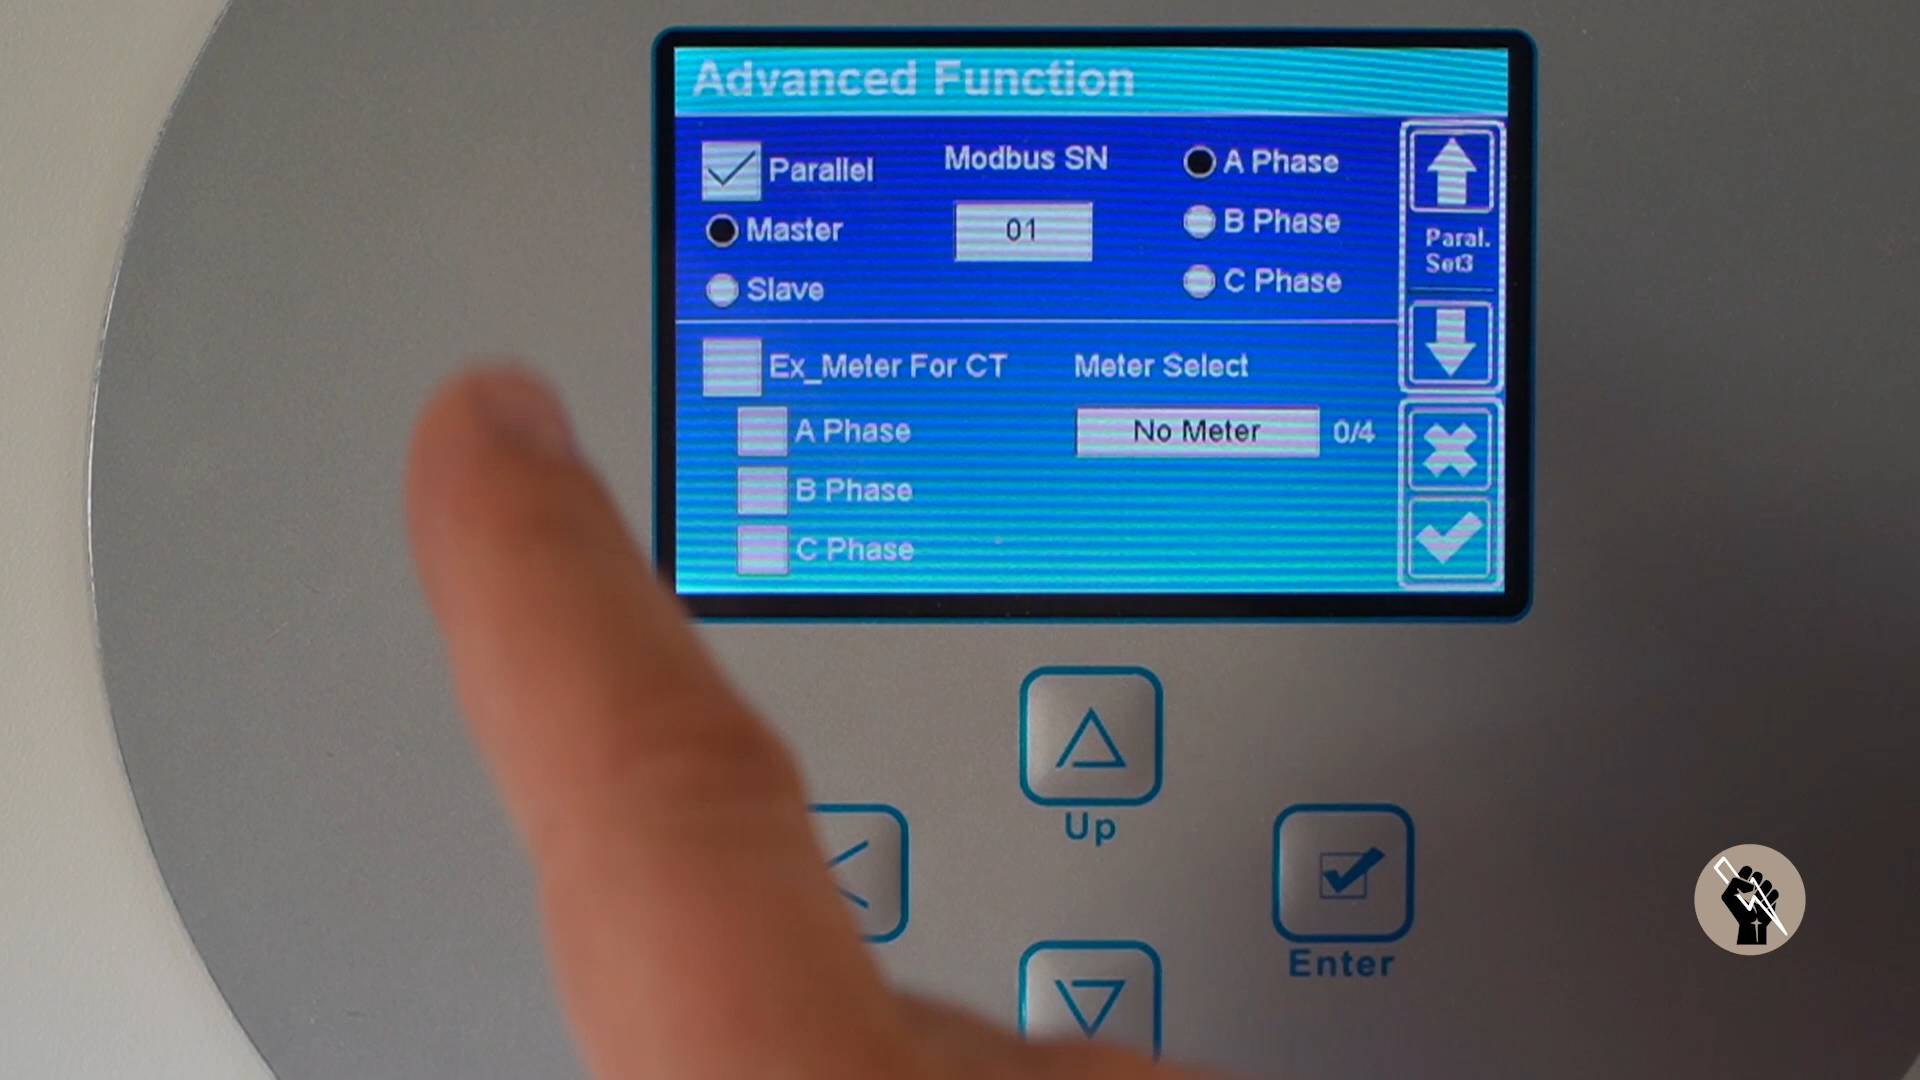 Advanced Function
Parallel
Modbus SN
A Phase
Master
01
B Phase
Slave
C Phase
Paral.
Set3
Ex_Meter For CT
Meter Select
A Phase
No Meter
0/4
B Phase
C Phase
Up
Enter